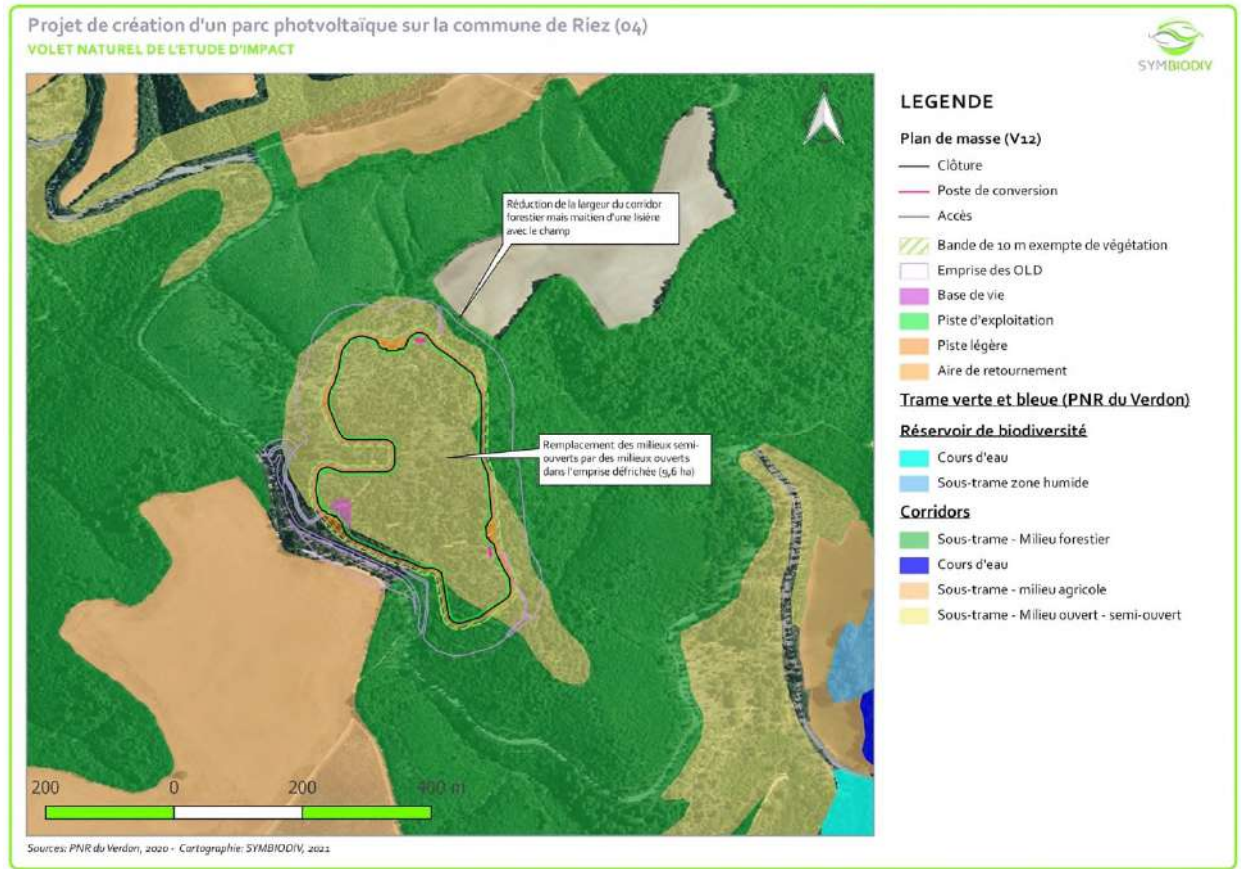 Projet de création d'un parc photvoltaïque sur la commune de Riez (04)
VOLET NATUREL DE L'ETUDE D'IMPACT
SYMBIODIV
Réduction de la largeur du corridor
forestier mais maitien d'une lisière
avec le champ
Remplacement des milieux semi-
ouverts par des milieux ouverts
dans l'emprise défrichée (9,6 ha)
200 0 200 400 m
LEGENDE
Plan de masse (V12)
Clôture
Poste de conversion
Accès
Bande de 10 m exempte de végétation
Emprise des OLD
Base de vie
Piste d'exploitation
Piste légère
Aire de retournement
Trame verte et bleue (PNR du Verdon)
Réservoir de biodiversité
Cours d'eau
Sous-trame zone humide
Corridors
Sous-trame - Milieu forestier
Cours d'eau
Sous-trame - milieu agricole
Sous-trame - Milieu ouvert - semi-ouvert
Sources: PNR du Verdon, 2020 - Cartographie: SYMBIODIV, 2021